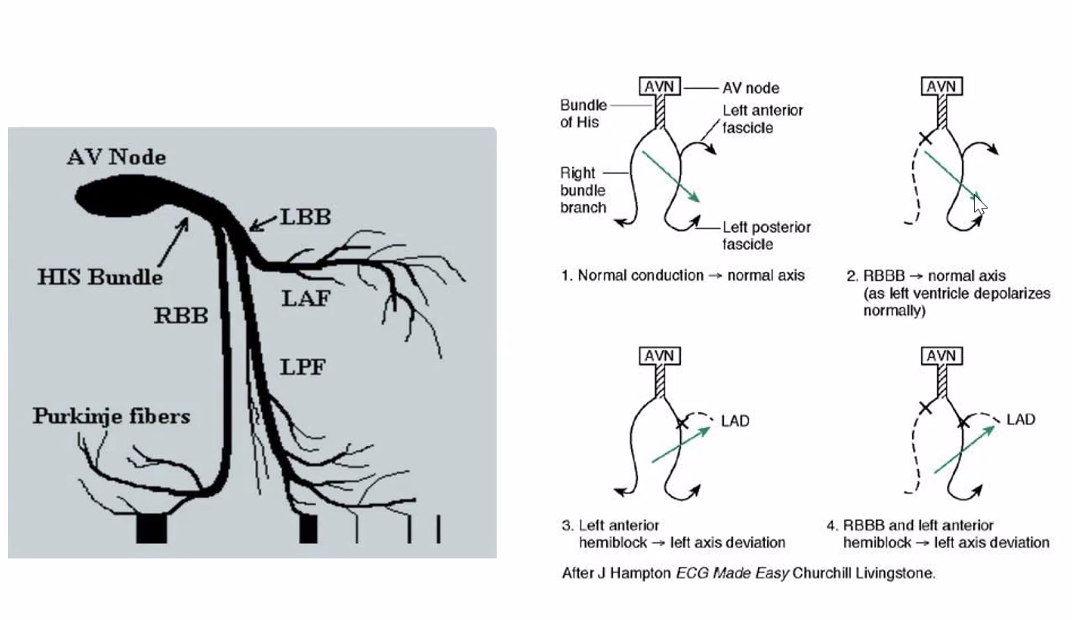 AV Node
LBB
HIS Bundle
LAF
RBB
LPF
Purkinje fibers
AVN
AV node
Bundle
of His
Left anterior
fascicle
Right
bundle
branch
Left posterior
fascicle
1. Normal conduction → normal axis
AVN
2. RBBB → normal axis
(as left ventricle depolarizes
normally)
AVN
LAD
3. Left anterior
hemiblock → left axis deviation
AVN
LAD
4. RBBB and left anterior
hemiblock → left axis deviation
After J Hampton ECG Made Easy Churchill Livingstone.